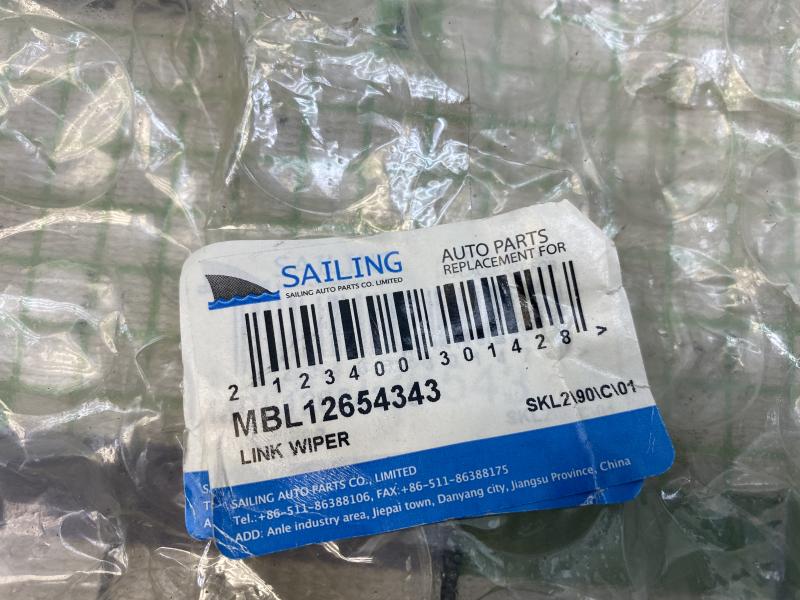 SAILING
SAILING AUTO PARTS CO. LIMITED
AUTO PARTS
REPLACEMENT FOR
2 123400 301428 >
MBL12654343
SKL2\90\C\01
LINK WIPER
SAILING AUTO PARTS CO., LIMITED
Tel.:+86-511-86388106, FAX:+86-511-86388175
ADD: Anle industry area, Jiepai town, Danyang city, Jiangsu Province, China